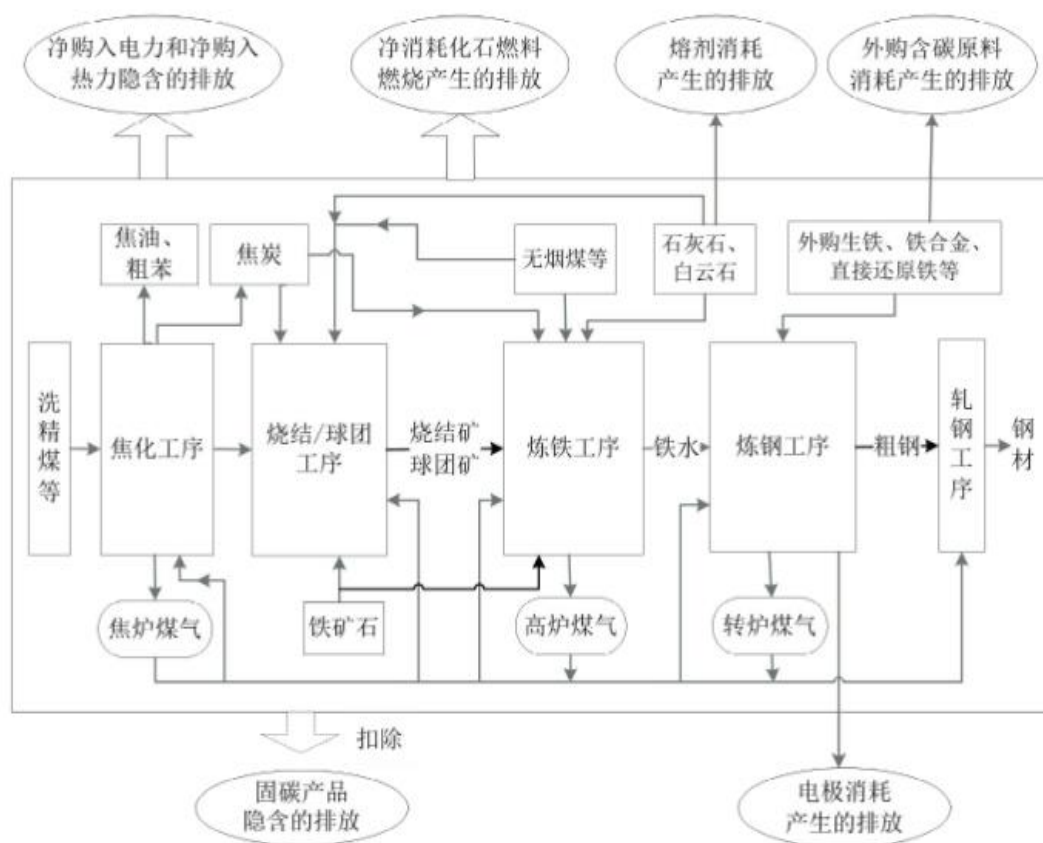 净购入电力和净购入
热力隐含的排放
净消耗化石燃料
燃烧产生的排放
熔剂消耗
产生的排放
外购含碳原料
消耗产生的排放
焦油、
粗苯
焦炭
无烟煤等
石灰石、
白云石
外购生铁、铁合金、
直接还原铁等
洗精煤等
焦化工序
烧结/球团
工序
烧结矿
球团矿
炼铁工序
铁水
炼钢工序
粗钢
轧钢工序
钢材
焦炉煤气
铁矿石
高炉煤气
转炉煤气
扣除
固碳产品
隐含的排放
电极消耗
产生的排放